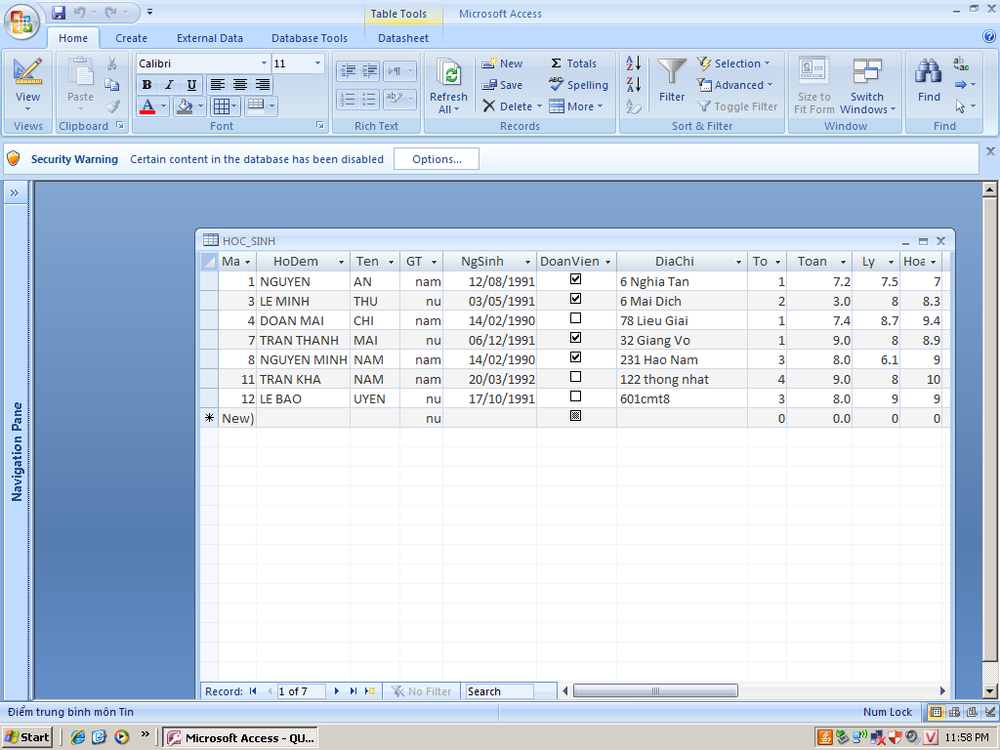 Table Tools Microsoft Access
Home Create External Data Database Tools Datasheet
View Paste Calibri 11 Refresh All New Save Delete Totals Spelling More Filter Selection Advanced Toggle Filter Size to Fit Form Switch Windows Find
Views Clipboard Font Rich Text Records Sort & Filter Window Find
Security Warning Certain content in the database has been disabled Options...
Navigation Pane
HOC_SINH
Ma HoDem Ten GT NgSinh DoanVien DiaChi To Toan Ly Hoa
1 NGUYEN AN nam 12/08/1991 6 Nghia Tan 1 7.2 7.5 7
3 LE MINH THU nu 03/05/1991 6 Mai Dich 2 3.0 8 8.3
4 DOAN MAI CHI nam 14/02/1990 78 Lieu Giai 1 7.4 8.7 9.4
7 TRAN THANH MAI nu 06/12/1991 32 Giang Vo 1 9.0 8 8.9
8 NGUYEN MINH NAM nam 14/02/1990 231 Hao Nam 3 8.0 6.1 9
11 TRAN KHA NAM nam 20/03/1992 122 thong nhat 4 9.0 8 10
12 LE BAO UYEN nu 17/10/1991 601cmt8 3 8.0 9 9
* New) nu 0 0.0 0 0
Record: 1 of 7 No Filter Search
Điểm trung bình môn Tin Num Lock
Start Microsoft Access - QU... 11:58 PM